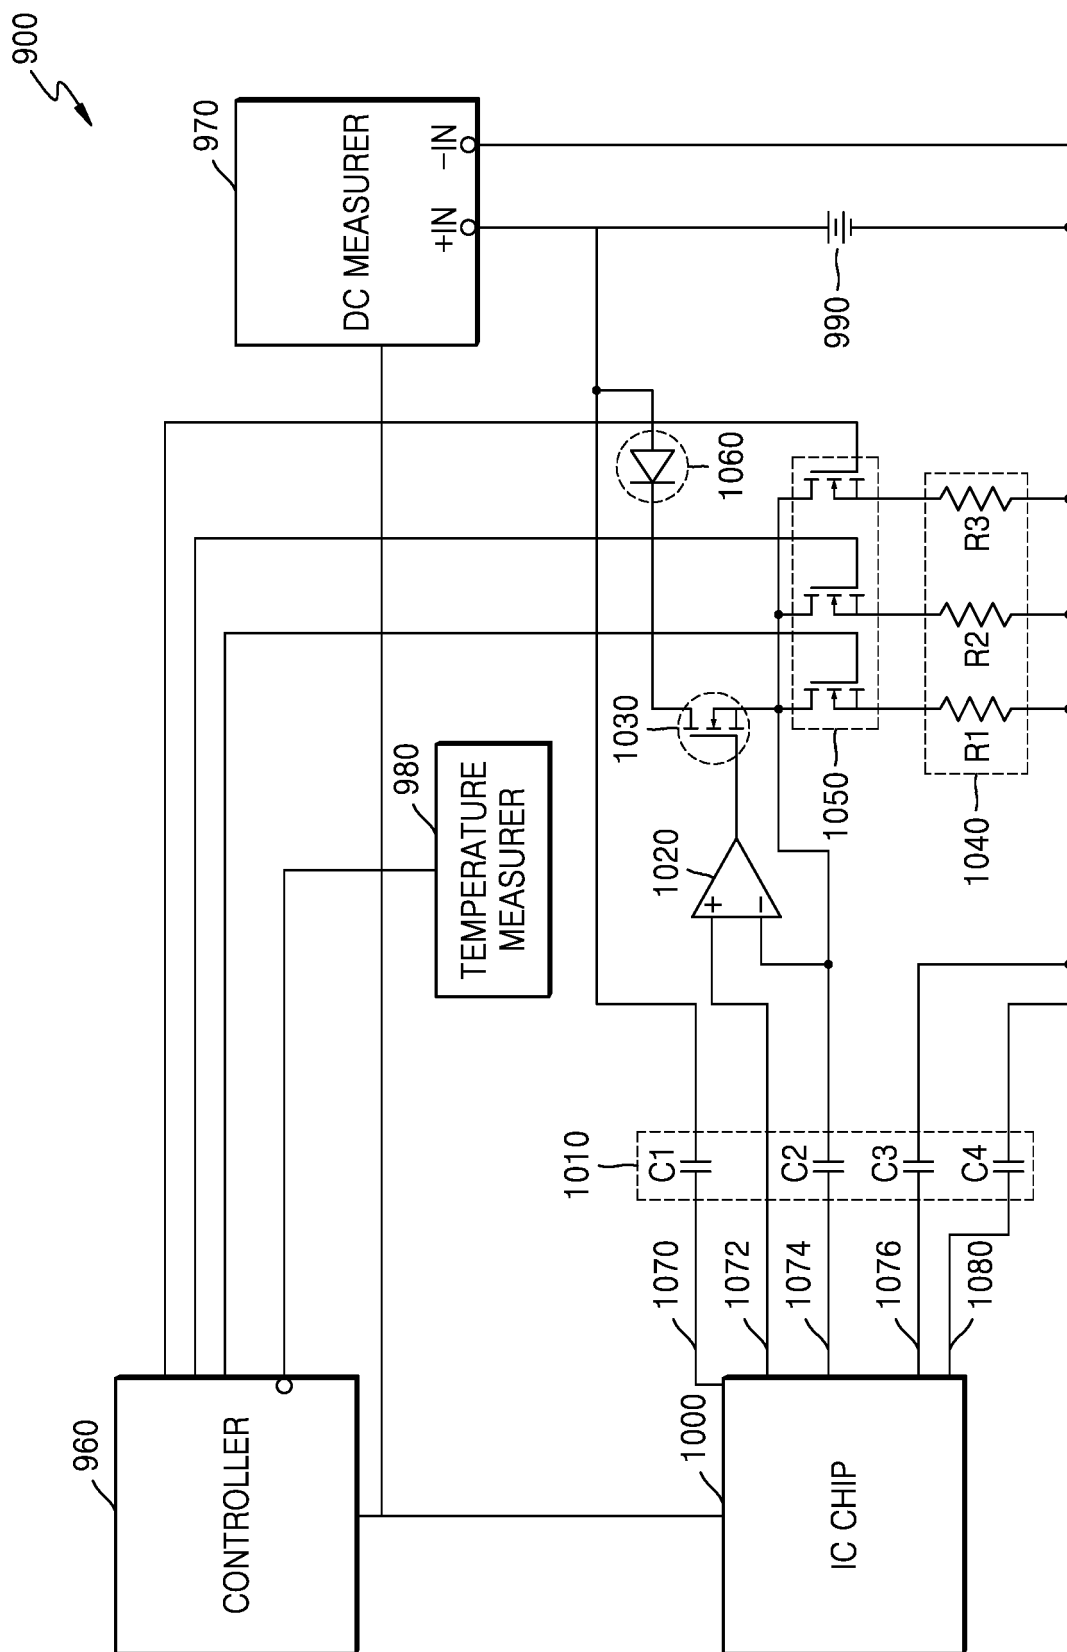 900
960
CONTROLLER
970
DC MEASURER
+IN
−IN
980
TEMPERATURE
MEASURER
990
1000
IC CHIP
1010
C1
C2
C3
C4
1020
+
−
1030
1040
R1
R2
R3
1050
1060
1070
1072
1074
1076
1080